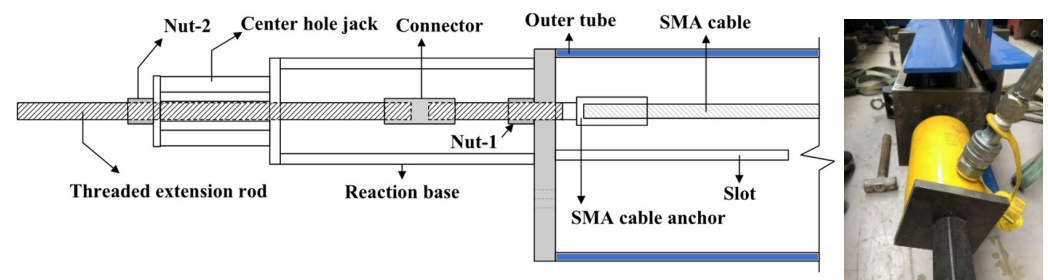 Nut-2
Center hole jack
Connector
Outer tube
SMA cable
Nut-1
Threaded extension rod
Reaction base
SMA cable anchor
Slot